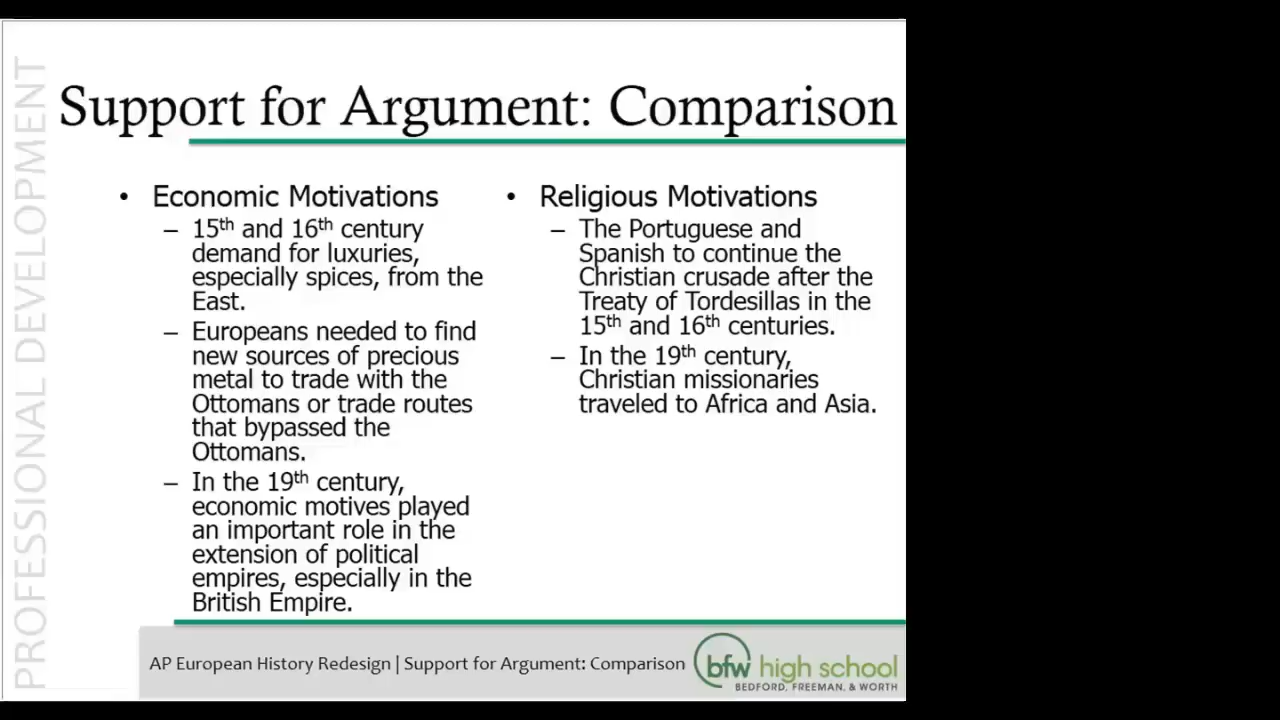 PROFESSIONAL DEVELOPMENT
Support for Argument: Comparison
• Economic Motivations
– 15th and 16th century
demand for luxuries,
especially spices, from the
East.
– Europeans needed to find
new sources of precious
metal to trade with the
Ottomans or trade routes
that bypassed the
Ottomans.
– In the 19th century,
economic motives played
an important role in the
extension of political
empires, especially in the
British Empire.
• Religious Motivations
– The Portuguese and
Spanish to continue the
Christian crusade after the
Treaty of Tordesillas in the
15th and 16th centuries.
– In the 19th century,
Christian missionaries
traveled to Africa and Asia.
AP European History Redesign | Support for Argument: Comparison
bfw high school
BEDFORD, FREEMAN, & WORTH